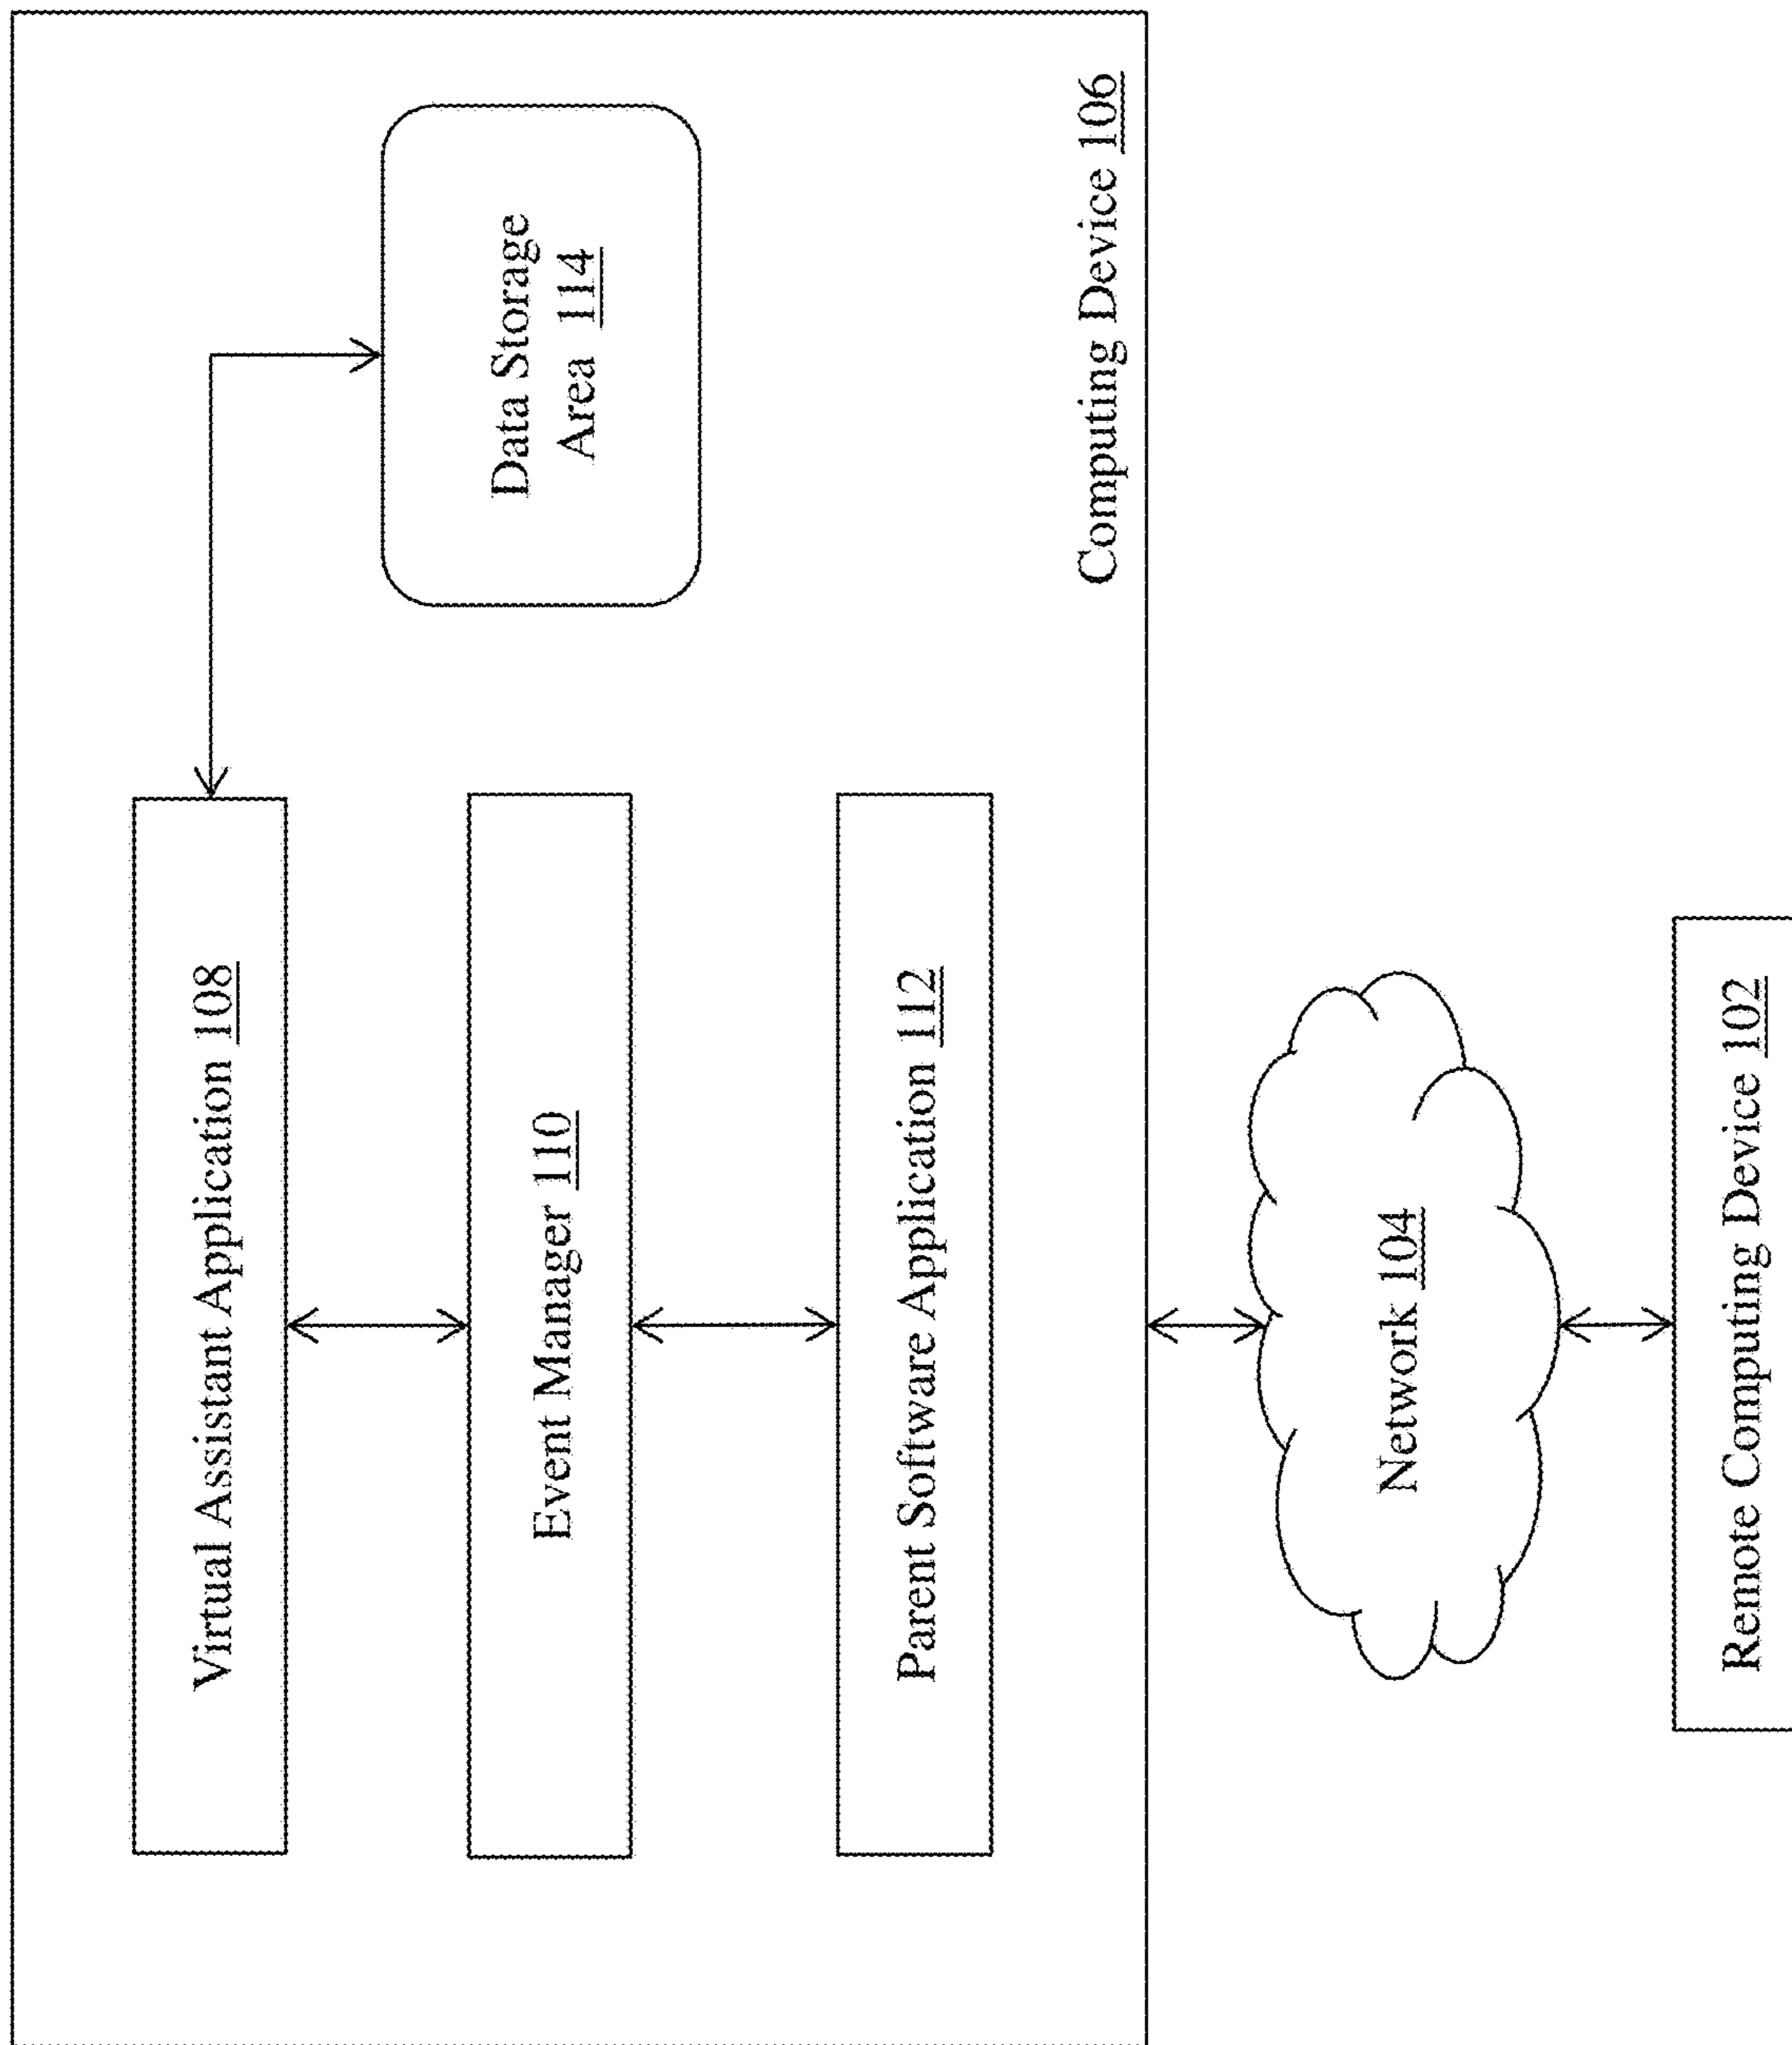 Virtual Assistant Application 108
Event Manager 110
Parent Software Application 112
Data Storage
Area 114
Computing Device 106
Network 104
Remote Computing Device 102